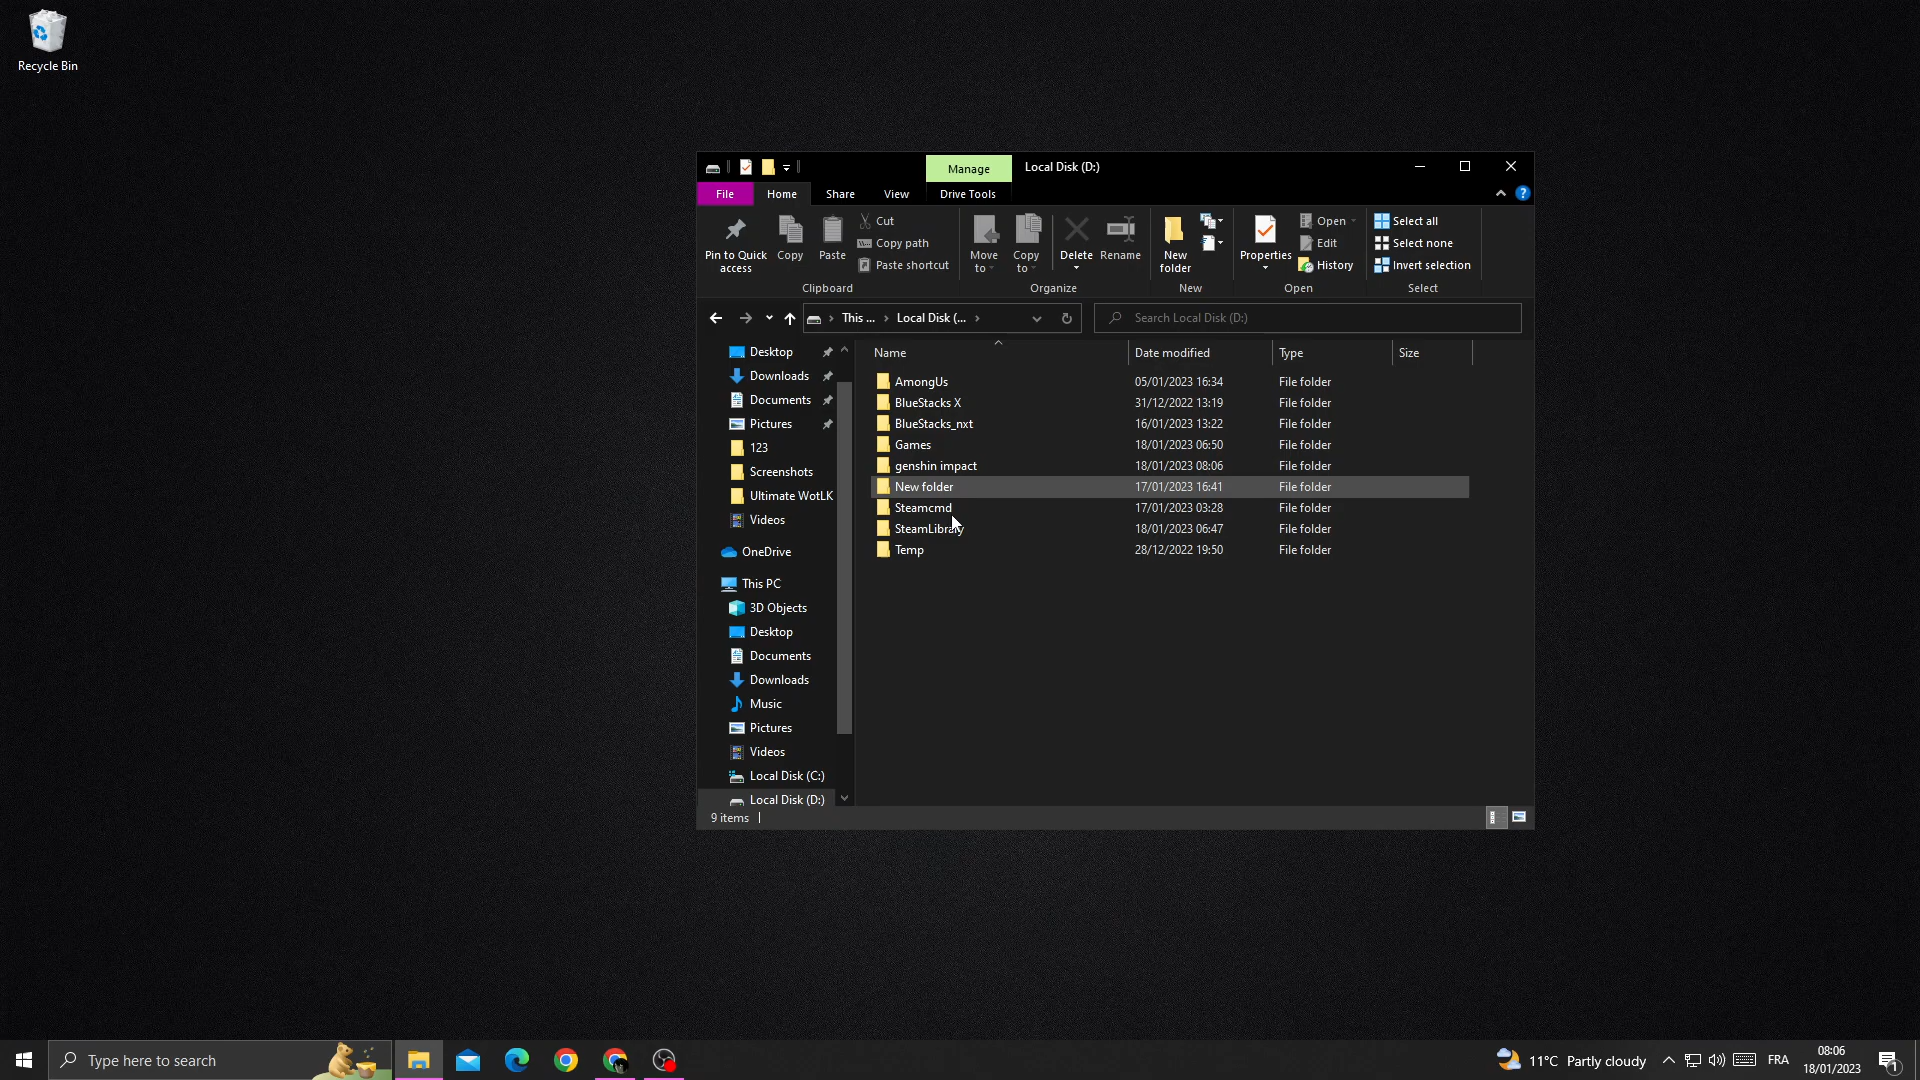 Recycle Bin
Manage
Local Disk (D:)
File
Home
Share
View
Drive Tools
Pin to Quick access
Copy
Paste
Cut
Copy path
Paste shortcut
Clipboard
Move to
Copy to
Delete
Rename
Organize
New folder
New
Properties
Open
Edit
History
Open
Select all
Select none
Invert selection
Select
This ...
Local Disk (...
Search Local Disk (D:)
Name
Date modified
Type
Size
AmongUs 05/01/2023 16:34 File folder
BlueStacks X 31/12/2022 13:19 File folder
BlueStacks_nxt 16/01/2023 13:22 File folder
Games 18/01/2023 06:50 File folder
genshin impact 18/01/2023 08:06 File folder
New folder 17/01/2023 16:41 File folder
Steamcmd 17/01/2023 03:28 File folder
SteamLibrary 18/01/2023 06:47 File folder
Temp 28/12/2022 19:50 File folder
Desktop
Downloads
Documents
Pictures
123
Screenshots
Ultimate WotLK
Videos
OneDrive
This PC
3D Objects
Desktop
Documents
Downloads
Music
Pictures
Videos
Local Disk (C:)
Local Disk (D:)
9 items
Type here to search
11°C Partly cloudy
FRA
08:06
18/01/2023
1